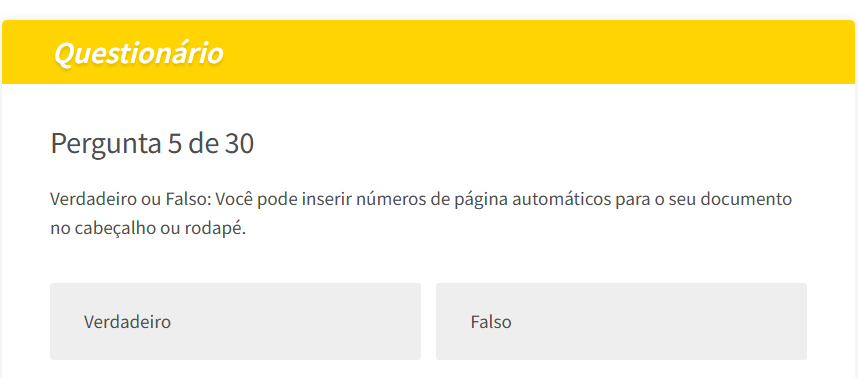 Questionário
Pergunta 5 de 30
Verdadeiro ou Falso: Você pode inserir números de página automáticos para o seu documento
no cabeçalho ou rodapé.
Verdadeiro
Falso